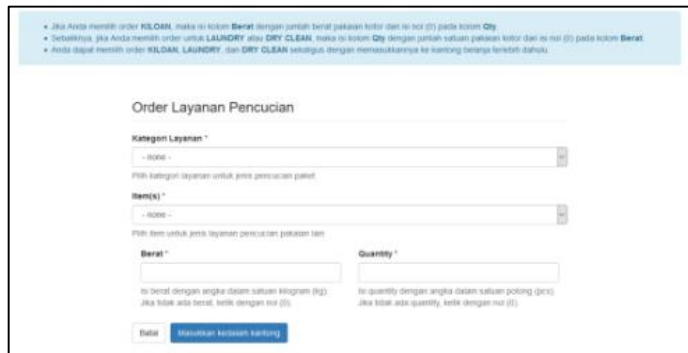 Jika Anda memilih order KILOAN, maka isi kolom Berat dengan jumlah berat pakaian kotor dan isi nol (0) pada kolom Qty.
Sebaliknya, jika Anda memilih order untuk LAUNDRY atau DRY CLEAN, maka isi kolom Qty dengan jumlah satuan pakaian kotor dan isi nol (0) pada kolom Berat.
Anda dapat memilih order KILOAN, LAUNDRY, dan DRY CLEAN sekaligus dengan memasukkannya ke kantong belanja terlebih dahulu.
Order Layanan Pencucian
Kategori Layanan *
- none -
Pilih kategori layanan untuk jenis pencucian paket
Item(s) *
- none -
Pilih item untuk jenis layanan pencucian pakaian lain
Berat *
Quantity *
Isi berat dengan angka dalam satuan kilogram (kg).
Jika tidak ada berat, ketik dengan nol (0).
Isi quantity dengan angka dalam satuan potong (pcs).
Jika tidak ada quantity, ketik dengan nol (0).
Batal
Masukkan kedalam kantong